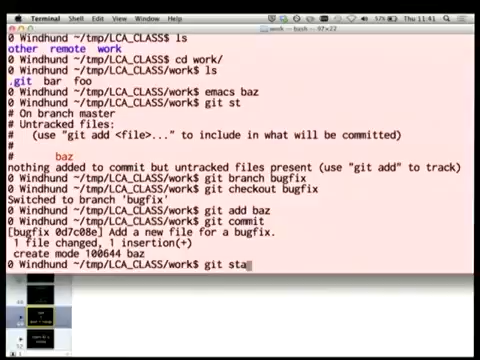 Terminal Shell Edit View Window Help 57% Thu 11:41
work — 97×22
0 Windhund ~/tmp/LCA_CLASS$ ls
other remote work
0 Windhund ~/tmp/LCA_CLASS$ cd work/
0 Windhund ~/tmp/LCA_CLASS/work$ ls
.git bar foo
0 Windhund ~/tmp/LCA_CLASS/work$ emacs baz
0 Windhund ~/tmp/LCA_CLASS/work$ git st
# On branch master
# Untracked files:
#   (use "git add <file>..." to include in what will be committed)
#
#       baz
nothing added to commit but untracked files present (use "git add" to track)
0 Windhund ~/tmp/LCA_CLASS/work$ git branch bugfix
0 Windhund ~/tmp/LCA_CLASS/work$ git checkout bugfix
Switched to branch 'bugfix'
0 Windhund ~/tmp/LCA_CLASS/work$ git add baz
0 Windhund ~/tmp/LCA_CLASS/work$ git commit
[bugfix 0d7c08e] Add a new file for a bugfix.
 1 file changed, 1 insertion(+)
 create mode 100644 baz
0 Windhund ~/tmp/LCA_CLASS/work$ git sta